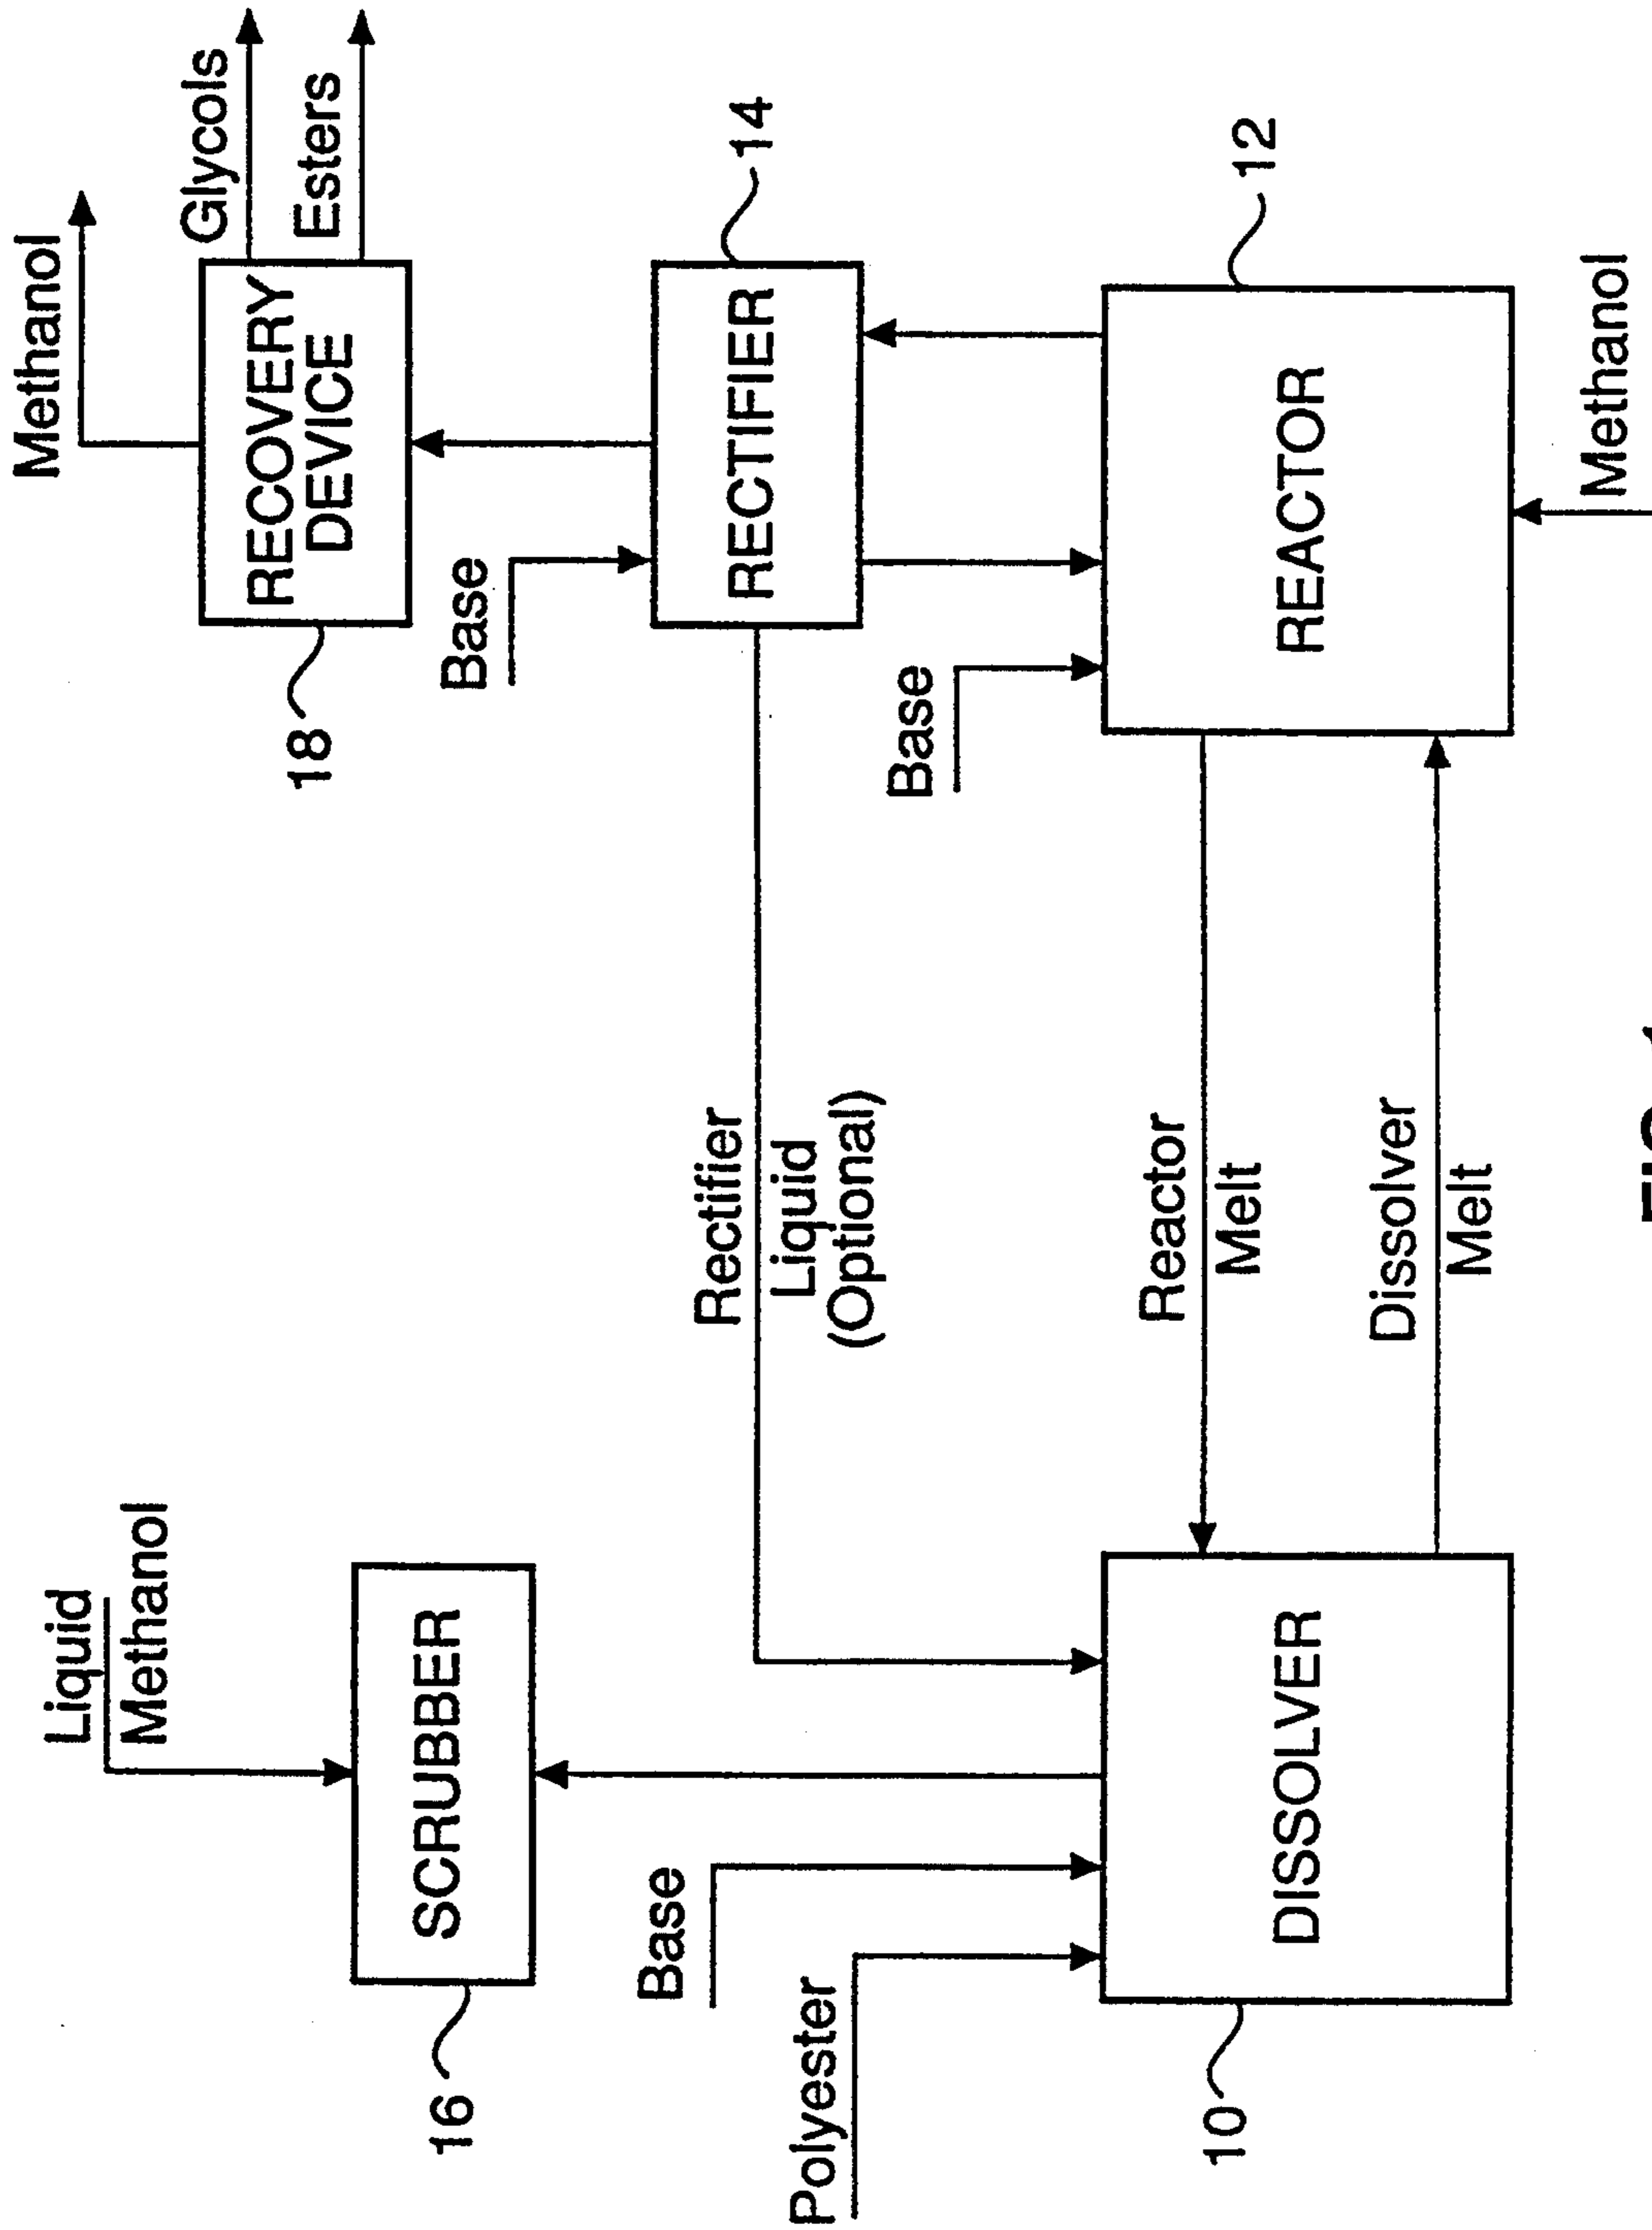 Liquid
Methanol
SCRUBBER
16
Methanol
Glycols
Esters
RECOVERY
DEVICE
18
Base
RECTIFIER
14
Rectifier
Liquid
(Optional)
Base
Polyester
Base
DISSOLVER
10
Reactor
Melt
Dissolver
Melt
REACTOR
12
Methanol